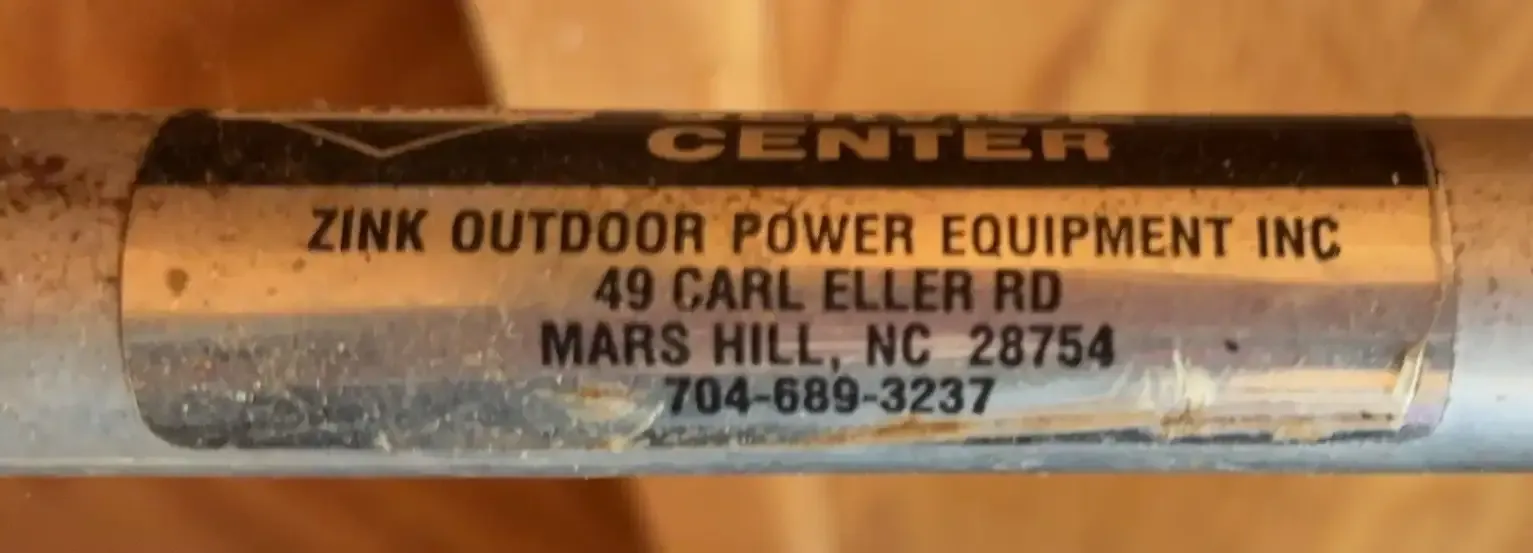 CENTER
ZINK OUTDOOR POWER EQUIPMENT INC
49 CARL ELLER RD
MARS HILL, NC 28754
704-689-3237